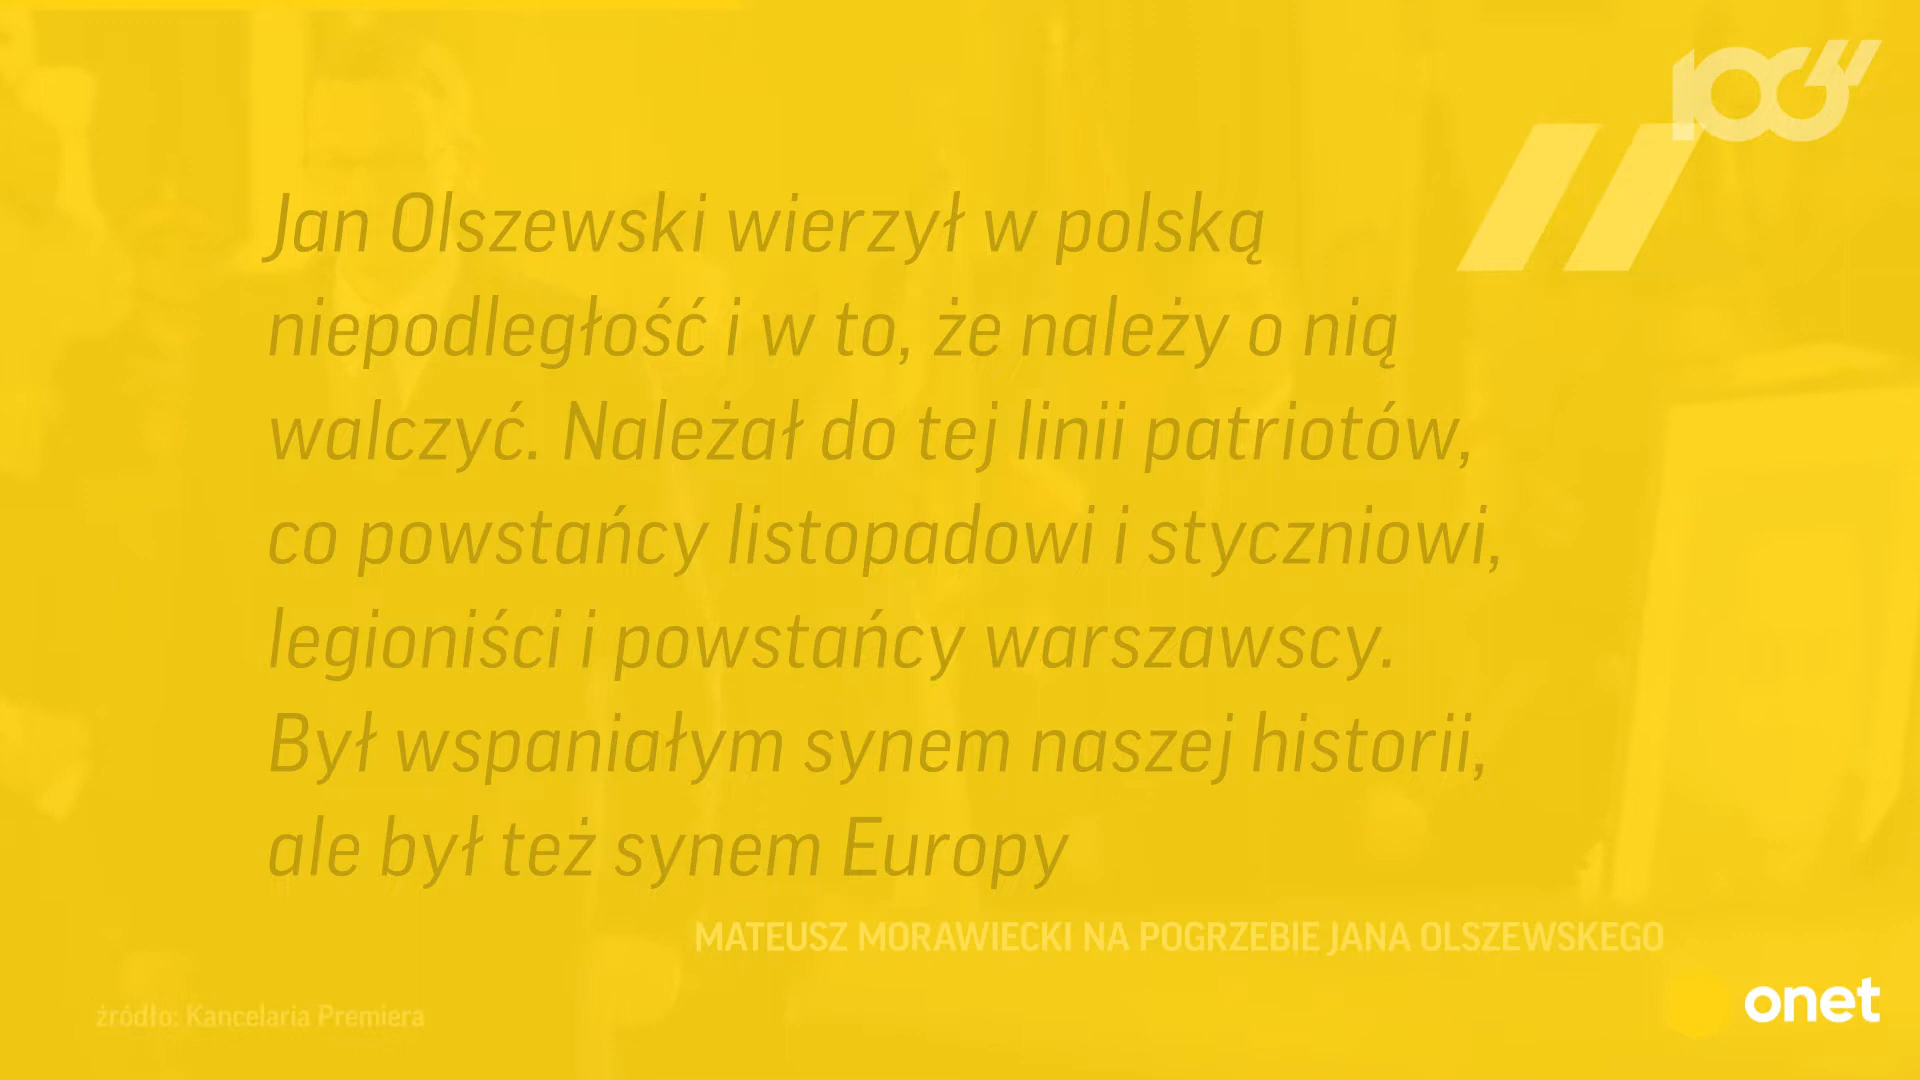 100"
Jan Olszewski wierzył w polską
niepodległość i w to, że należy o nią
walczyć. Należał do tej linii patriotów,
co powstańcy listopadowi i styczniowi,
legioniści i powstańcy warszawscy.
Był wspaniałym synem naszej historii,
ale był też synem Europy
MATEUSZ MORAWIECKI NA POGRZEBIE JANA OLSZEWSKEGO
źródło: Kancelaria Premiera
onet